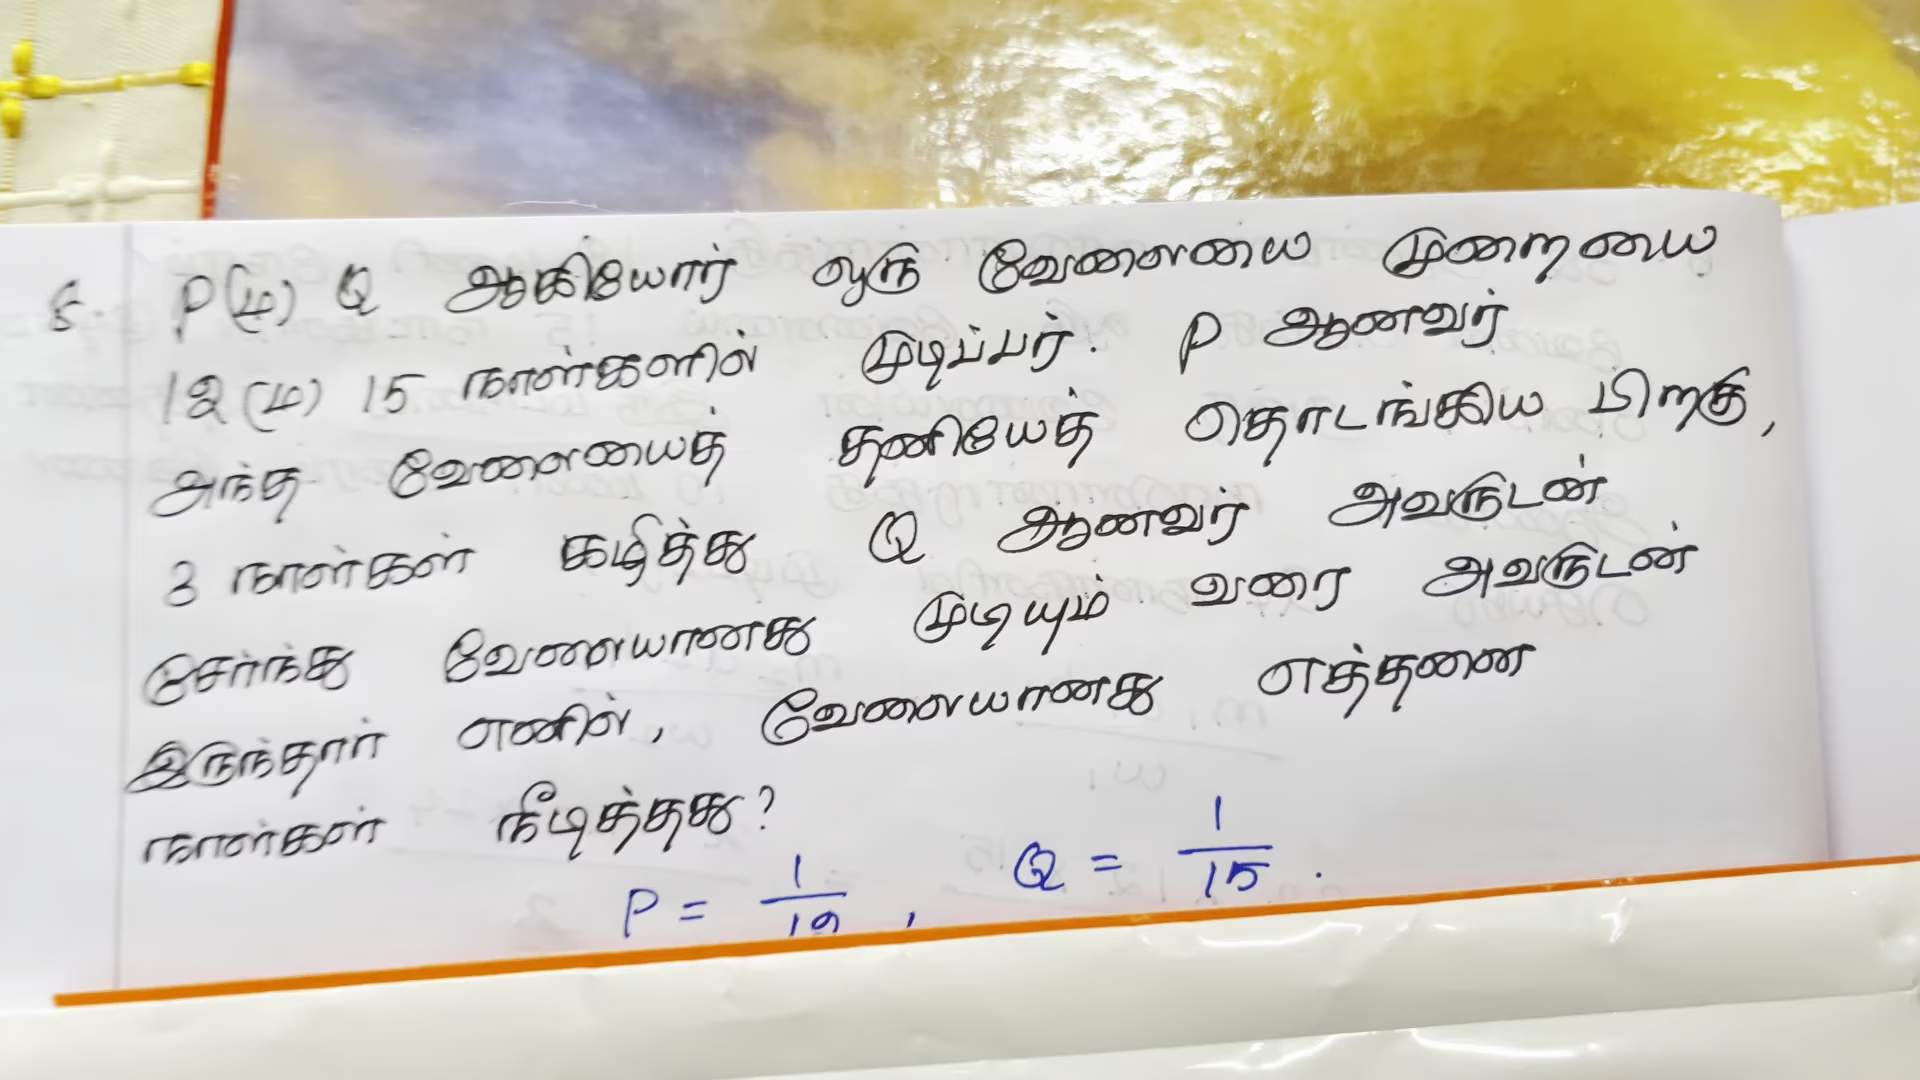 8. P(ம) Q ஆகியோர் ஒரு வேளையை முறையை
12 (ம) 15 நாள்களில் முடிப்பர். P ஆனவர்
அந்த வேளையைத் தனியேத் தொடங்கிய பிறகு,
3 நாள்கள் கழித்து Q ஆனவர் அவருடன்
சேர்ந்து வேளையானது முடியும் வரை அவருடன்
இருந்தார் எனில், வேளையானது எத்தனை
நாள்கள் நீடித்தது?
P = 1/12 , Q = 1/15 .